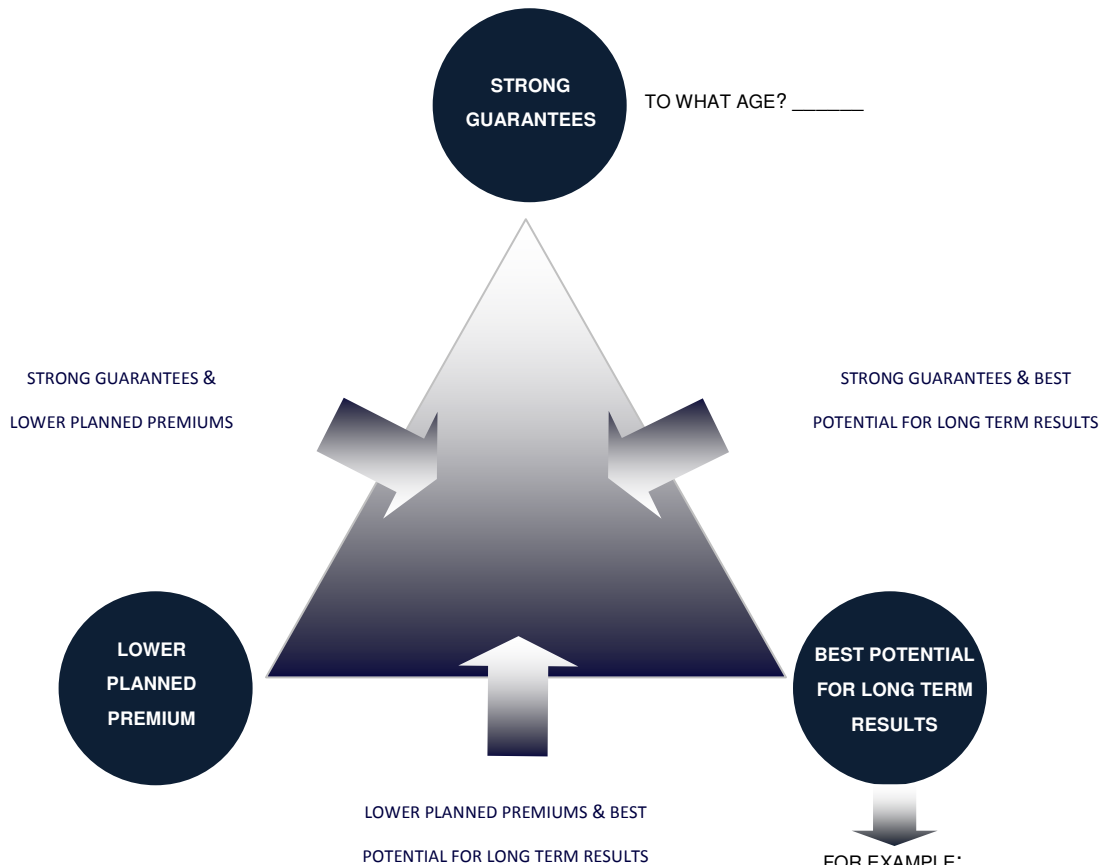 STRONG
GUARANTEES
TO WHAT AGE? ______
STRONG GUARANTEES &
LOWER PLANNED PREMIUMS
STRONG GUARANTEES & BEST
POTENTIAL FOR LONG TERM RESULTS
LOWER
PLANNED
PREMIUM
BEST POTENTIAL
FOR LONG TERM
RESULTS
LOWER PLANNED PREMIUMS & BEST
POTENTIAL FOR LONG TERM RESULTS
FOR EXAMPLE: